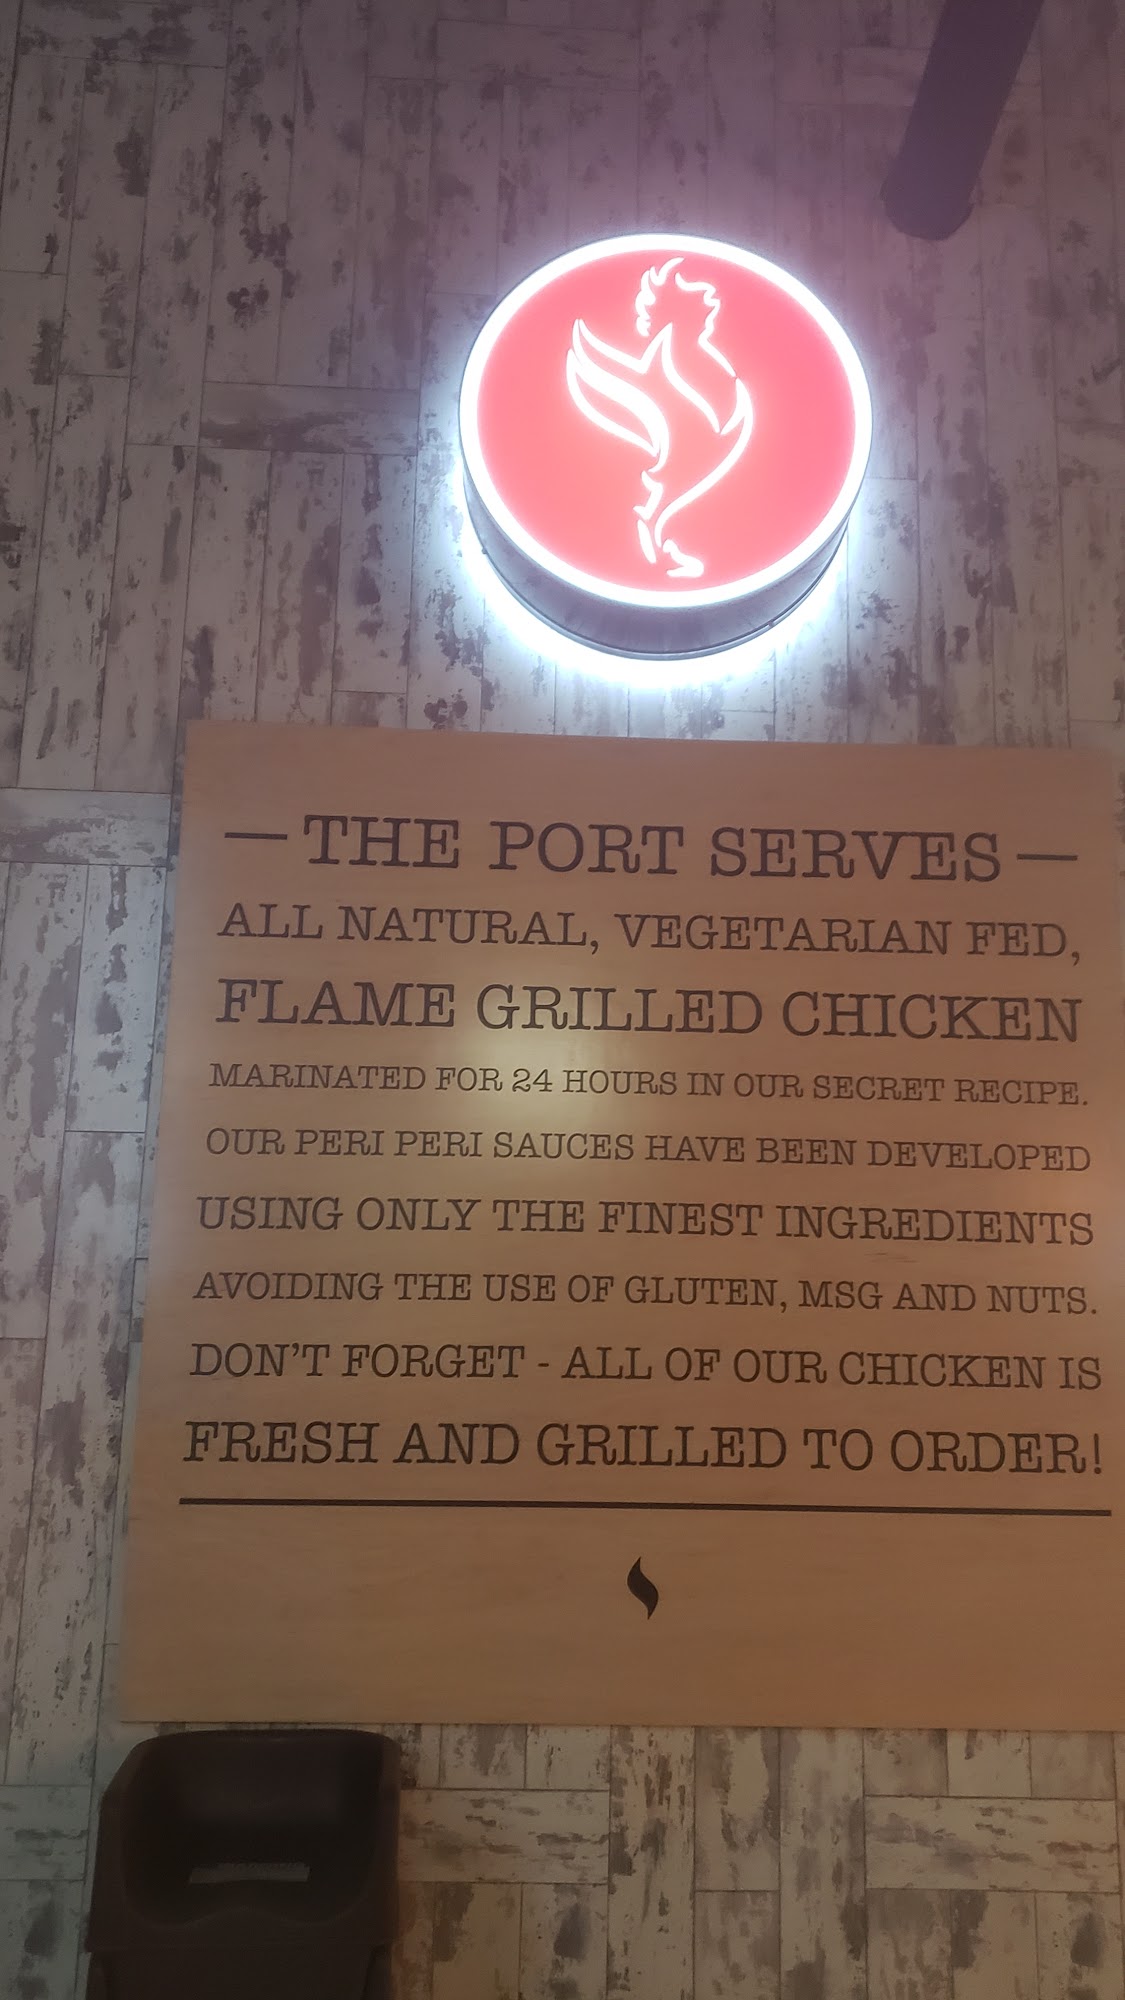 — THE PORT SERVES —
ALL NATURAL, VEGETARIAN FED,
FLAME GRILLED CHICKEN
MARINATED FOR 24 HOURS IN OUR SECRET RECIPE.
OUR PERI PERI SAUCES HAVE BEEN DEVELOPED
USING ONLY THE FINEST INGREDIENTS
AVOIDING THE USE OF GLUTEN, MSG AND NUTS.
DON'T FORGET - ALL OF OUR CHICKEN IS
FRESH AND GRILLED TO ORDER!